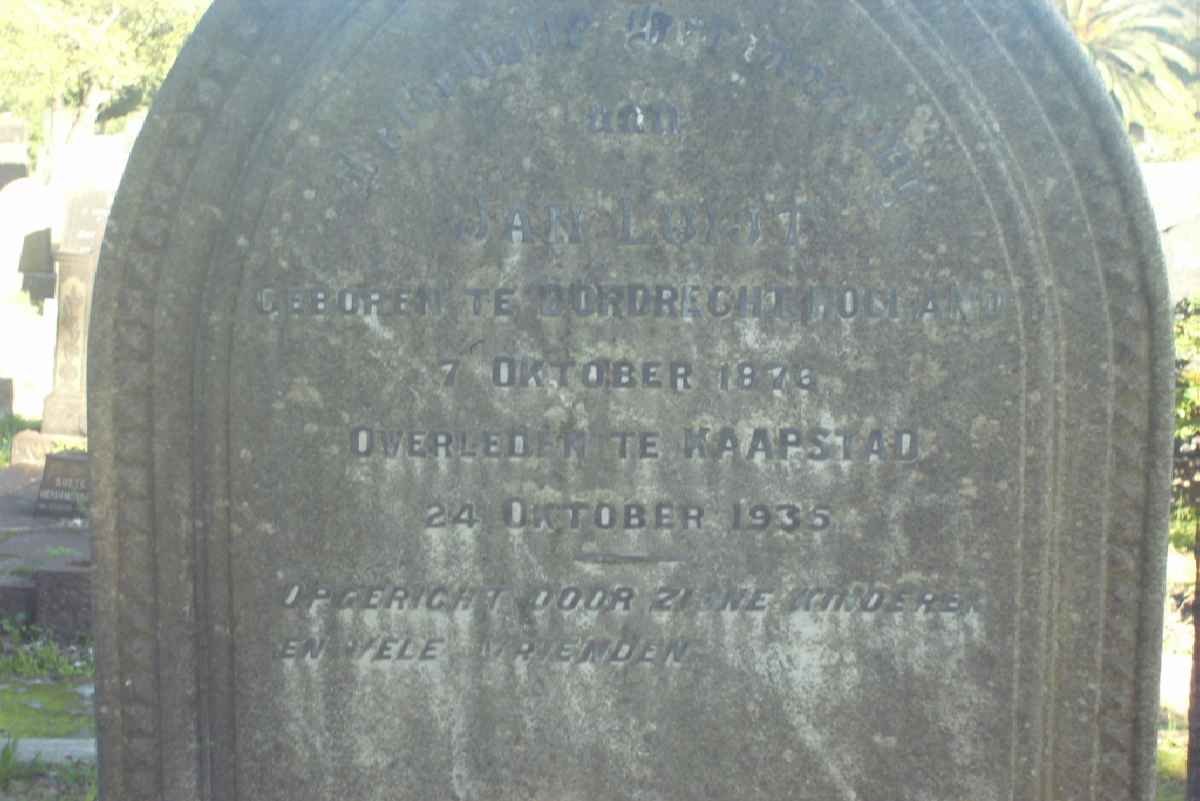 van
JAN LUIJT
GEBOREN TE DORDRECHT HOLLAND
7 OKTOBER 1876
OVERLEDEN TE KAAPSTAD
24 OKTOBER 1935
OPGERICHT DOOR ZIJNE KINDEREN
EN VELE VRIENDEN